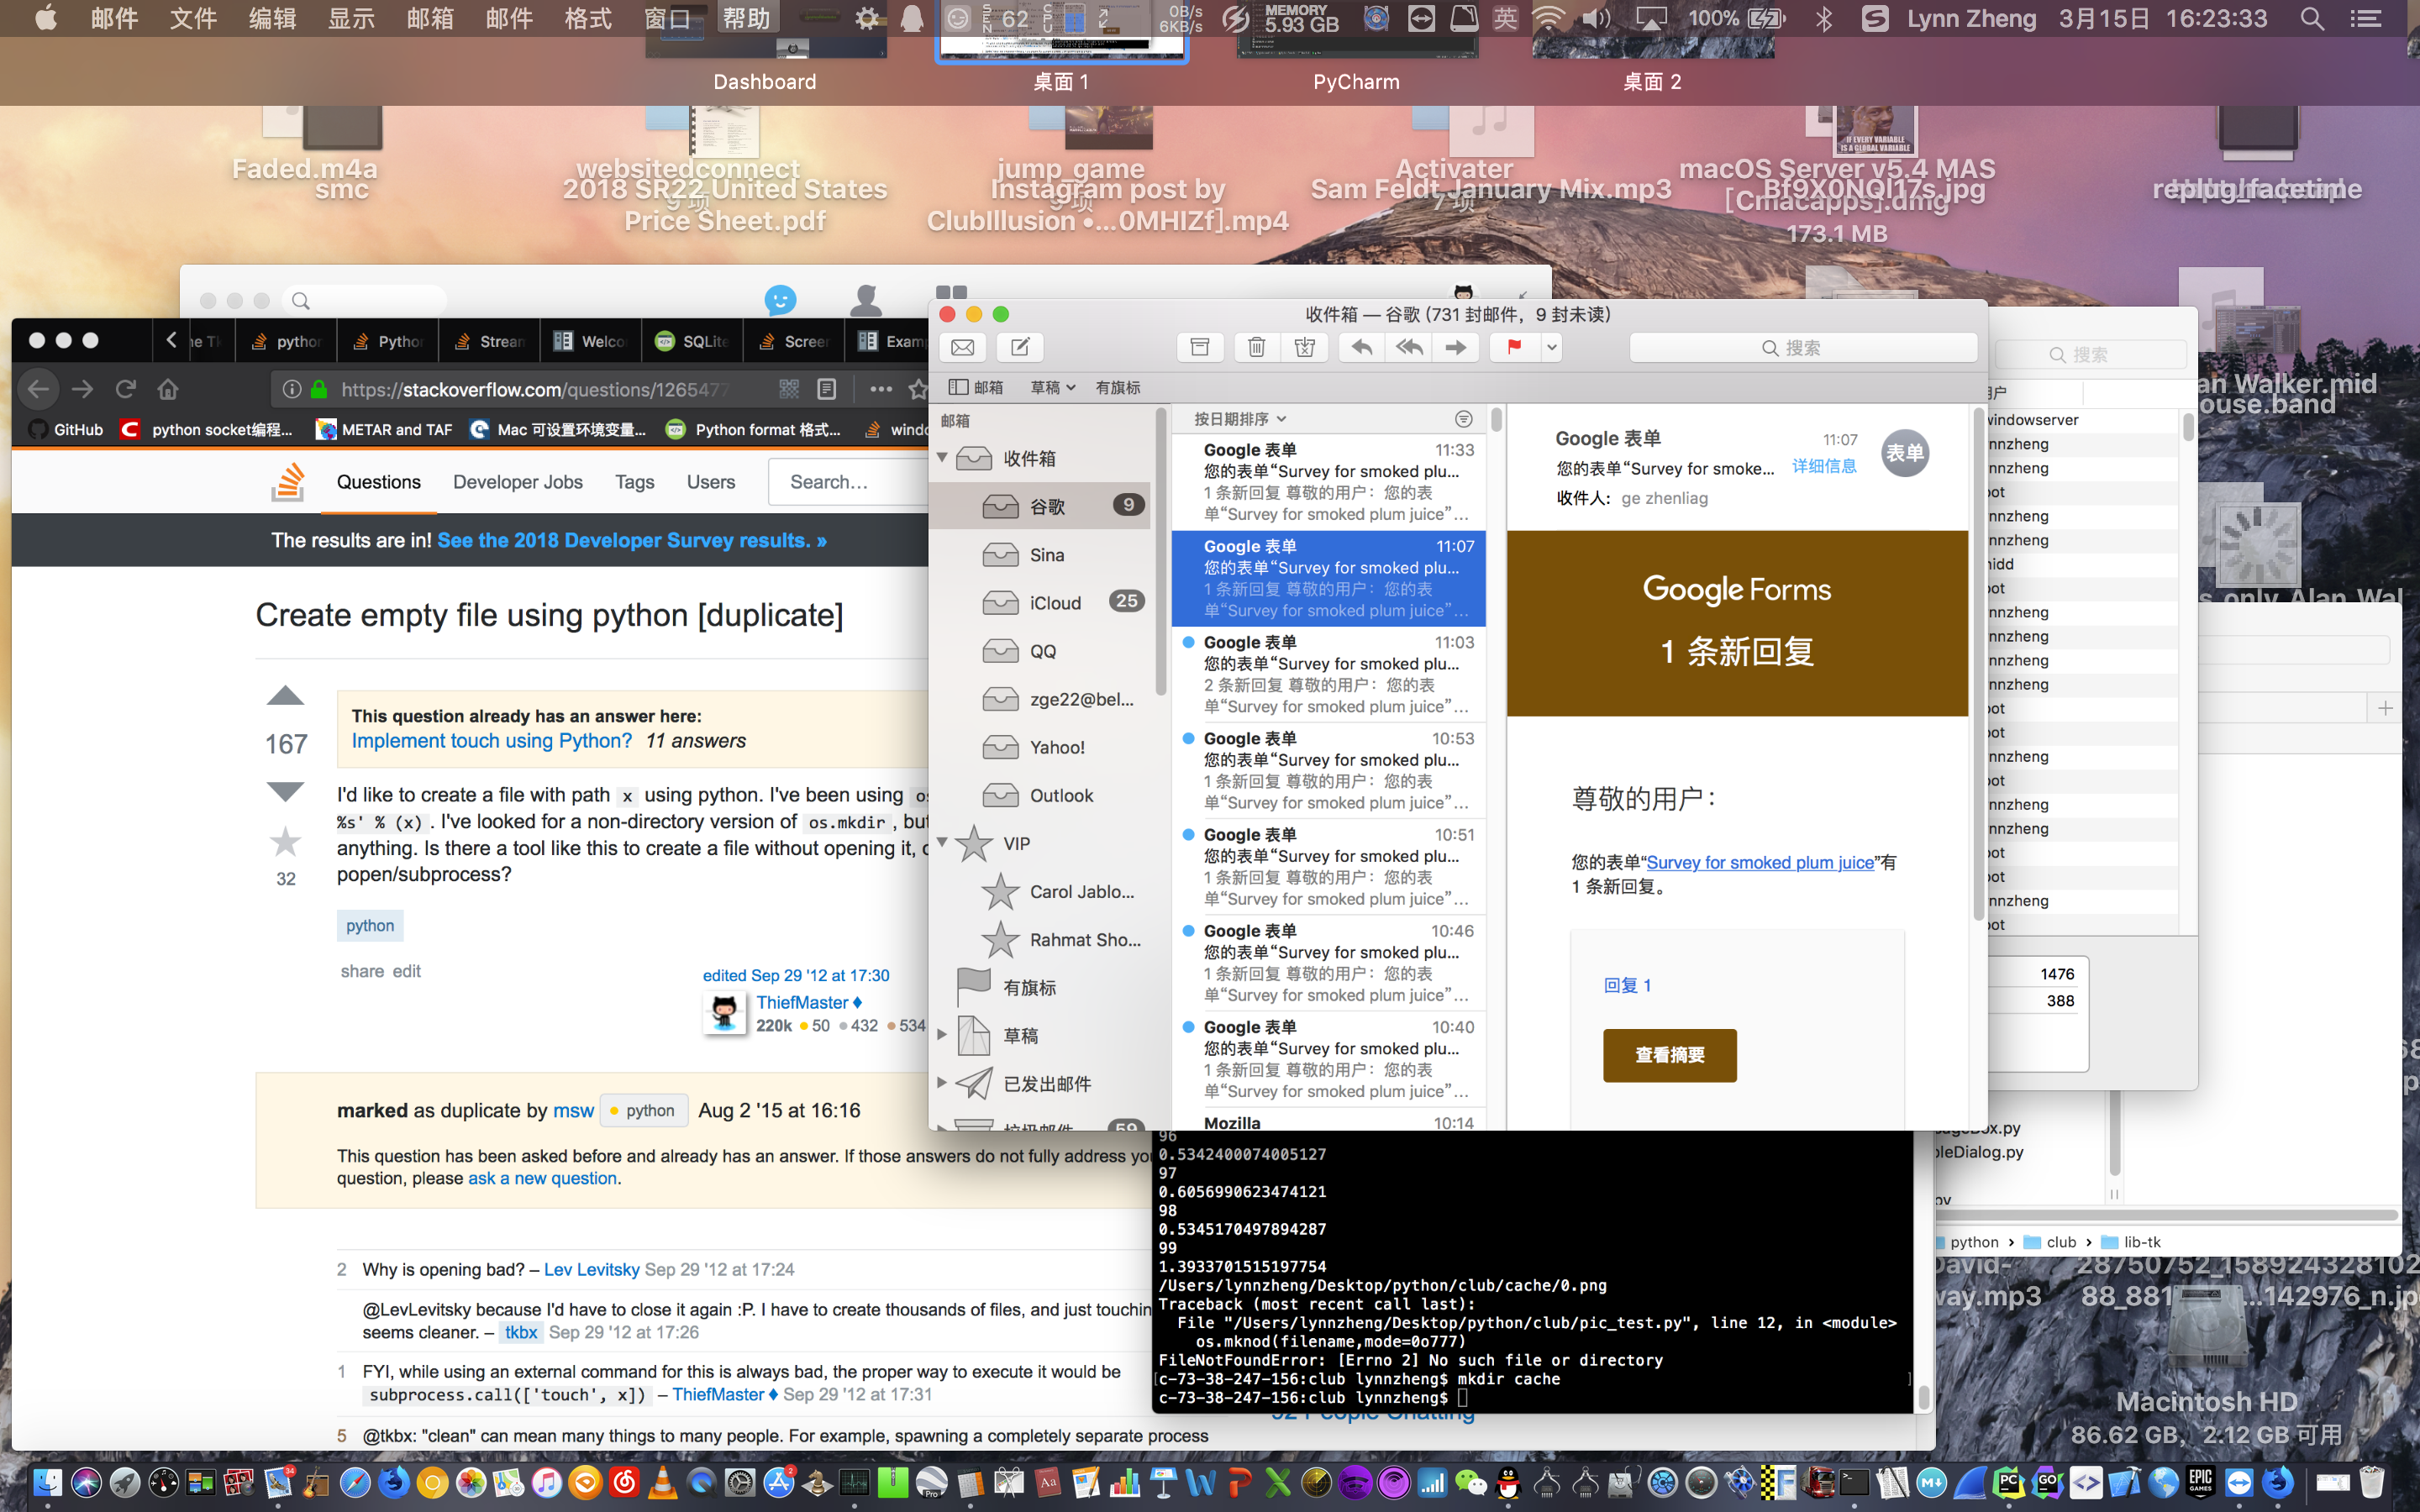 邮件 文件 编辑 显示 邮箱 邮件 格式 窗口 帮助
62
0B/s
6KB/s
MEMORY
5.93 GB
英
100%
Lynn Zheng 3月15日 16:23:33
Dashboard
桌面 1
PyCharm
桌面 2
Faded.m4a
smc
websitedconnect
2018 SR22 United States
Price Sheet.pdf
jump_game
Instagram post by
ClubIllusion •...0MHIZf].mp4
Activater
Sam Feldt January Mix.mp3
7 项
macOS Server v5.4 MAS
[Cmacapps].dmg
173.1 MB
IF EVERY VARIABLE
IS A GLOBAL VARIABLE
Python
Strean
Welco
SQLite
Screer
Exam
https://stackoverflow.com/questions/1265477
GitHub
python socket编程...
METAR and TAF
Mac 可设置环境变量...
Python format 格式...
Questions
Developer Jobs
Tags
Users
Search…
The results are in! See the 2018 Developer Survey results. »
Create empty file using python [duplicate]
167
32
This question already has an answer here:
Implement touch using Python? 11 answers
I'd like to create a file with path x using python. I've been using
%s' % (x) . I've looked for a non-directory version of os.mkdir , but
anything. Is there a tool like this to create a file without opening it,
popen/subprocess?
python
share edit
edited Sep 29 '12 at 17:30
ThiefMaster ♦
220k 50 432 534
marked as duplicate by msw python Aug 2 '15 at 16:16
This question has been asked before and already has an answer. If those answers do not fully address
question, please ask a new question.
2 Why is opening bad? – Lev Levitsky Sep 29 '12 at 17:24
@LevLevitsky because I'd have to close it again :P. I have to create thousands of files, and just touchin
seems cleaner. – tkbx Sep 29 '12 at 17:26
1 FYI, while using an external command for this is always bad, the proper way to execute it would be
subprocess.call(['touch', x]) – ThiefMaster ♦ Sep 29 '12 at 17:31
5 @tkbx: "clean" can mean many things to many people. For example, spawning a completely separate process
收件箱 — 谷歌 (731 封邮件，9 封未读)
搜索
邮箱
草稿
有旗标
邮箱
收件箱
谷歌 9
Sina
iCloud 25
QQ
zge22@bel...
Yahoo!
Outlook
VIP
Carol Jablo...
Rahmat Sho...
有旗标
草稿
已发出邮件
59
按日期排序
Google 表单 11:33
您的表单“Survey for smoked plu...
1 条新回复 尊敬的用户：您的表
单“Survey for smoked plum juice”...
Google 表单 11:07
您的表单“Survey for smoked plu...
1 条新回复 尊敬的用户：您的表
单“Survey for smoked plum juice”...
Google 表单 11:03
您的表单“Survey for smoked plu...
2 条新回复 尊敬的用户：您的表
单“Survey for smoked plum juice”...
Google 表单 10:53
您的表单“Survey for smoked plu...
1 条新回复 尊敬的用户：您的表
单“Survey for smoked plum juice”...
Google 表单 10:51
您的表单“Survey for smoked plu...
1 条新回复 尊敬的用户：您的表
单“Survey for smoked plum juice”...
Google 表单 10:46
您的表单“Survey for smoked plu...
1 条新回复 尊敬的用户：您的表
单“Survey for smoked plum juice”...
Google 表单 10:40
您的表单“Survey for smoked plu...
1 条新回复 尊敬的用户：您的表
单“Survey for smoked plum juice”...
Mozilla 10:14
Google 表单 11:07
您的表单“Survey for smoke... 详细信息
收件人： ge zhenliag
表单
Google Forms
1 条新回复
尊敬的用户：
您的表单“Survey for smoked plum juice”有
1 条新回复。
回复 1
查看摘要
96
0.5342400074005127
97
0.6056990623474121
98
0.5345170497894287
99
1.3933701515197754
/Users/lynnzheng/Desktop/python/club/cache/0.png
Traceback (most recent call last):
File "/Users/lynnzheng/Desktop/python/club/pic_test.py", line 12, in <module>
os.mknod(filename,mode=0o777)
FileNotFoundError: [Errno 2] No such file or directory
c-73-38-247-156:club lynnzheng$ mkdir cache
c-73-38-247-156:club lynnzheng$
搜索
1476
388
python › club › lib-tk
Macintosh HD
86.62 GB，2.12 GB 可用